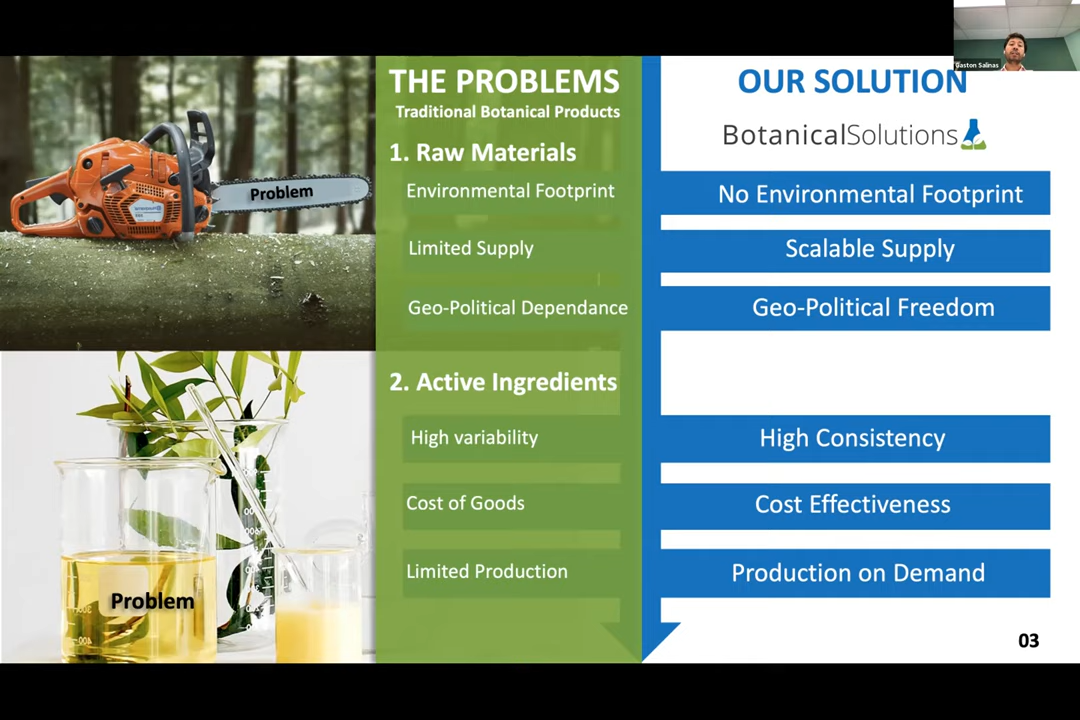 Gaston Salinas
THE PROBLEMS
Traditional Botanical Products
1. Raw Materials
Environmental Footprint
Limited Supply
Geo-Political Dependance
2. Active Ingredients
High variability
Cost of Goods
Limited Production
OUR SOLUTION
BotanicalSolutions
No Environmental Footprint
Scalable Supply
Geo-Political Freedom
High Consistency
Cost Effectiveness
Production on Demand
Problem
Problem
03